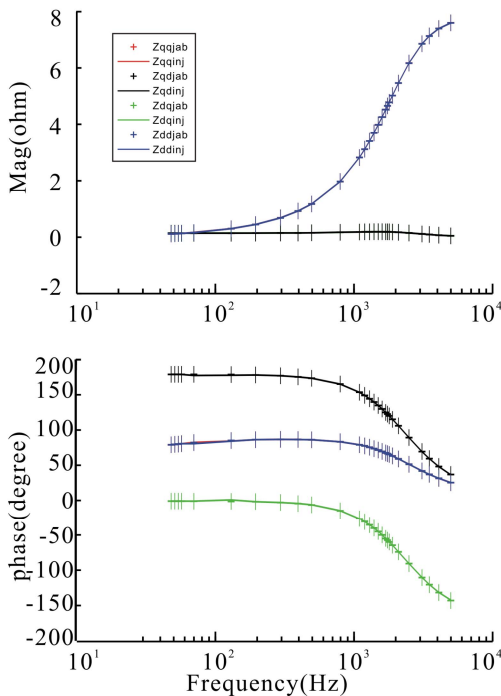 8
6
4
2
0
-2
Mag(ohm)
Zqqjab
Zqqinj
Zqdjab
Zqdinj
Zdqjab
Zdqinj
Zddjab
Zddinj
10^1 10^2 10^3 10^4
200
150
100
50
0
-50
-100
-150
-200
phase(degree)
10^1 10^2 10^3 10^4
Frequency(Hz)